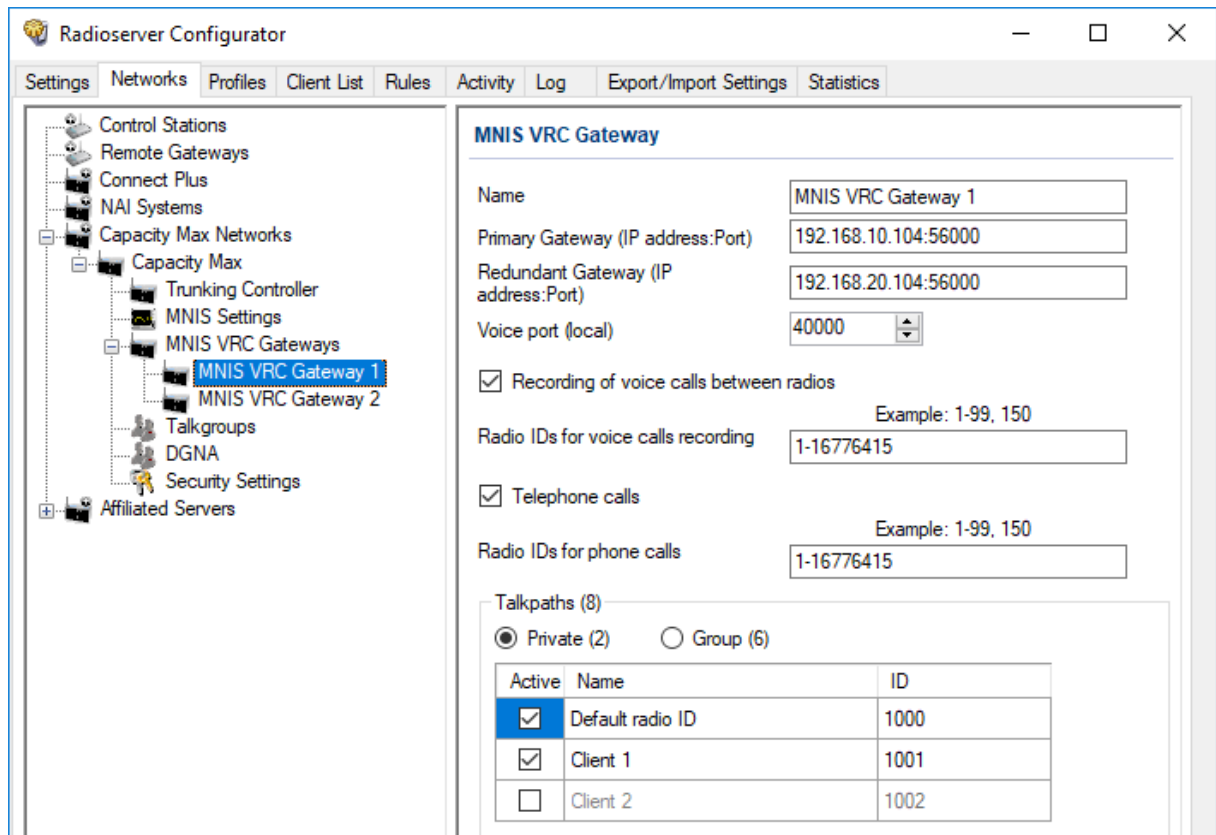 Radioserver Configurator
Settings Networks Profiles Client List Rules Activity Log Export/Import Settings Statistics
Control Stations
Remote Gateways
Connect Plus
NAI Systems
Capacity Max Networks
Capacity Max
Trunking Controller
MNIS Settings
MNIS VRC Gateways
MNIS VRC Gateway 1
MNIS VRC Gateway 2
Talkgroups
DGNA
Security Settings
Affiliated Servers
MNIS VRC Gateway
Name MNIS VRC Gateway 1
Primary Gateway (IP address:Port) 192.168.10.104:56000
Redundant Gateway (IP
address:Port) 192.168.20.104:56000
Voice port (local) 40000
Recording of voice calls between radios
Example: 1-99, 150
Radio IDs for voice calls recording 1-16776415
Telephone calls
Example: 1-99, 150
Radio IDs for phone calls 1-16776415
Talkpaths (8)
Private (2) Group (6)
Active Name ID
Default radio ID 1000
Client 1 1001
Client 2 1002